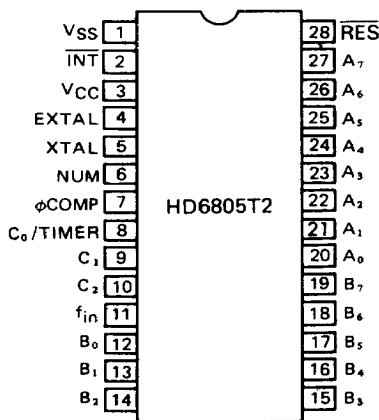 VSS 1 28 RES
INT 2 27 A7
VCC 3 26 A6
EXTAL 4 25 A5
XTAL 5 24 A4
NUM 6 23 A3
φCOMP 7 HD6805T2 22 A2
C0/TIMER 8 21 A1
C1 9 20 A0
C2 10 19 B7
fin 11 18 B6
B0 12 17 B5
B1 13 16 B4
B2 14 15 B3